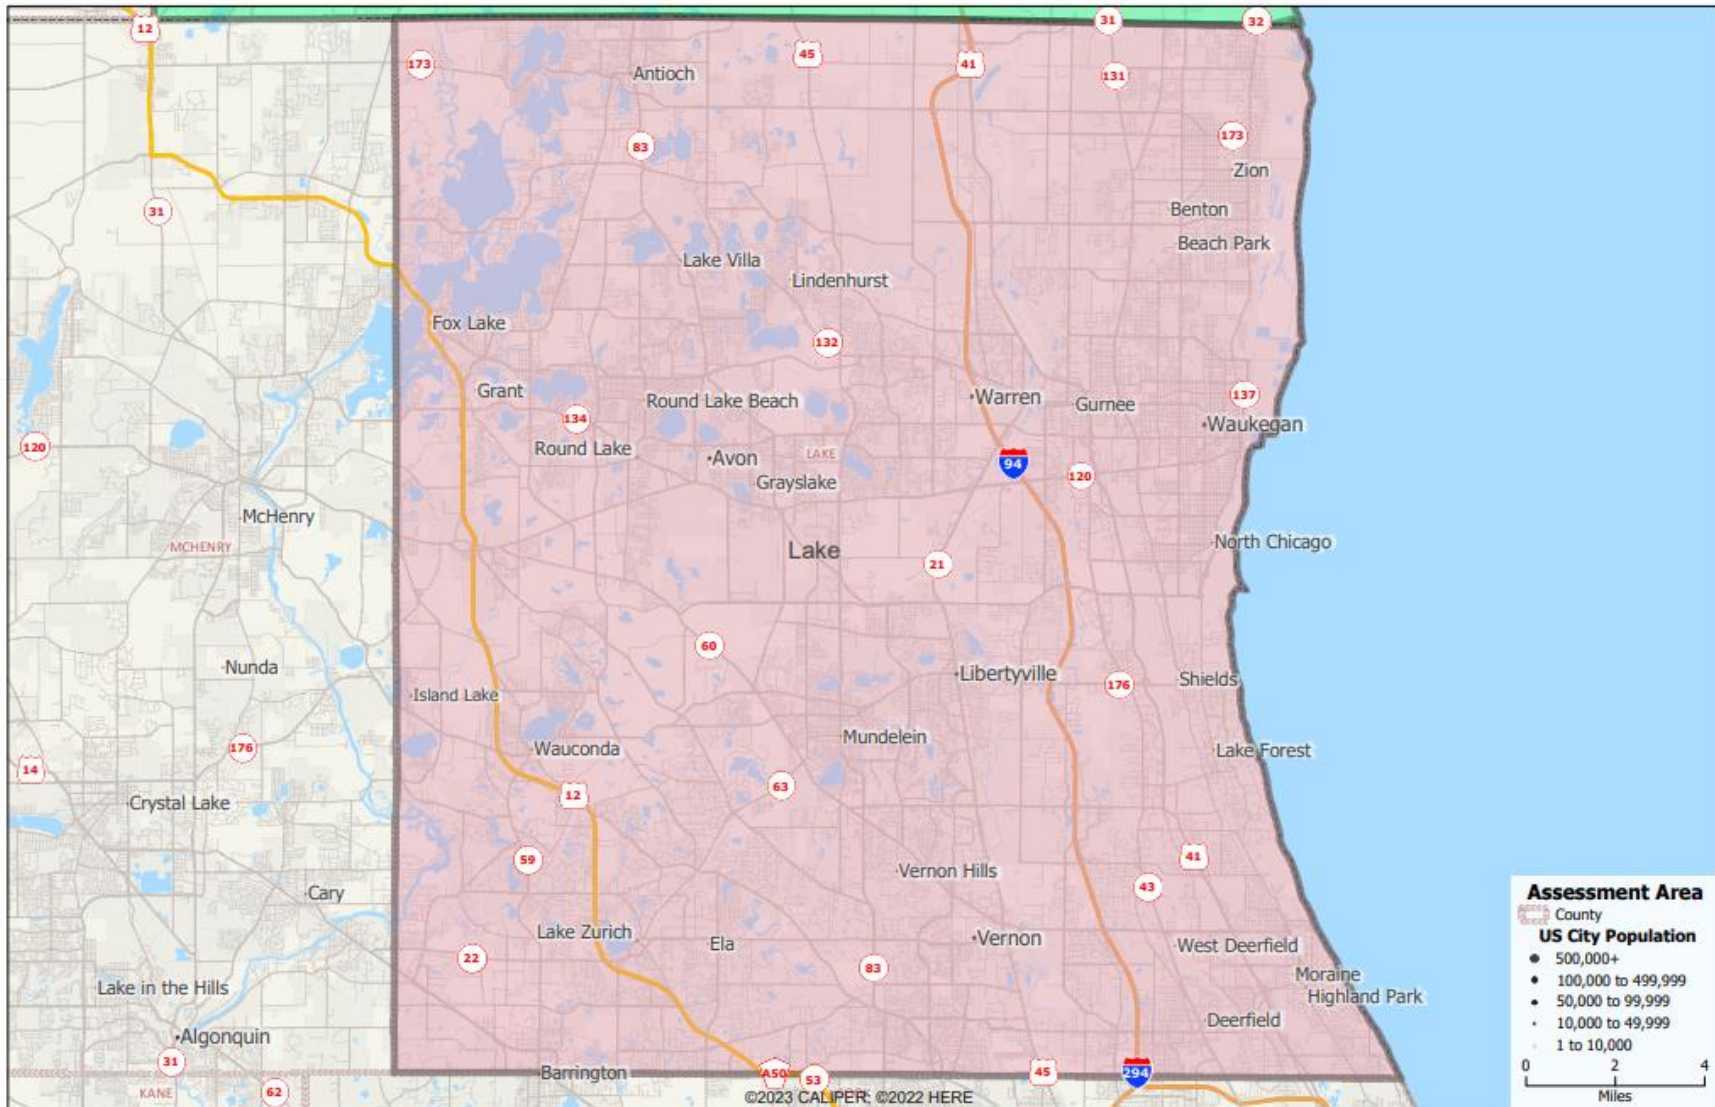 12
173
Antioch
45
41
31
131
32
83
173
Zion
31
Benton
Beach Park
Lake Villa
Lindenhurst
Fox Lake
132
Grant
Round Lake Beach
Warren
Gurnee
137
134
Waukegan
120
Round Lake
Avon
LAKE
94
120
Grayslake
McHenry
MCHENRY
North Chicago
Lake
21
60
Nunda
Libertyville
Shields
176
Island Lake
176
Wauconda
Mundelein
Lake Forest
14
Crystal Lake
12
63
59
41
Vernon Hills
43
Cary
Lake Zurich
Ela
Vernon
West Deerfield
22
83
Moraine
Lake in the Hills
Highland Park
Deerfield
Algonquin
31
Barrington
A50
53
45
294
KANE
62
©2023 CALIPER; ©2022 HERE
Assessment Area
County
US City Population
500,000+
100,000 to 499,999
50,000 to 99,999
10,000 to 49,999
1 to 10,000
0 2 4
Miles